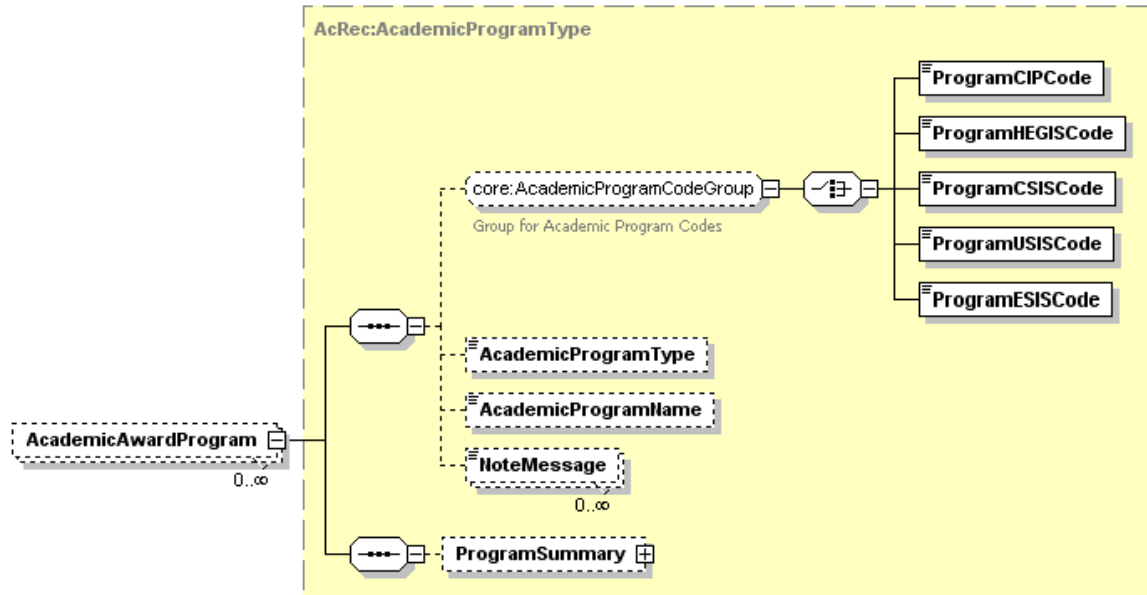 AcRec:AcademicProgramType
ProgramCIPCode
ProgramHEGISCode
core:AcademicProgramCodeGroup
ProgramCSISCode
Group for Academic Program Codes
ProgramUSISCode
ProgramESISCode
AcademicProgramType
AcademicProgramName
AcademicAwardProgram
0..∞
NoteMessage
0..∞
ProgramSummary